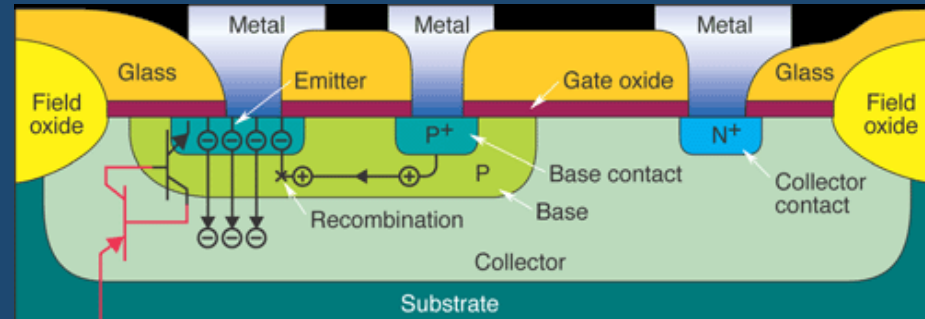 Metal
Metal
Metal
Glass
Emitter
Gate oxide
Glass
Field
oxide
Field
oxide
P+
N+
P
Base contact
Collector
contact
Recombination
Base
Collector
Substrate